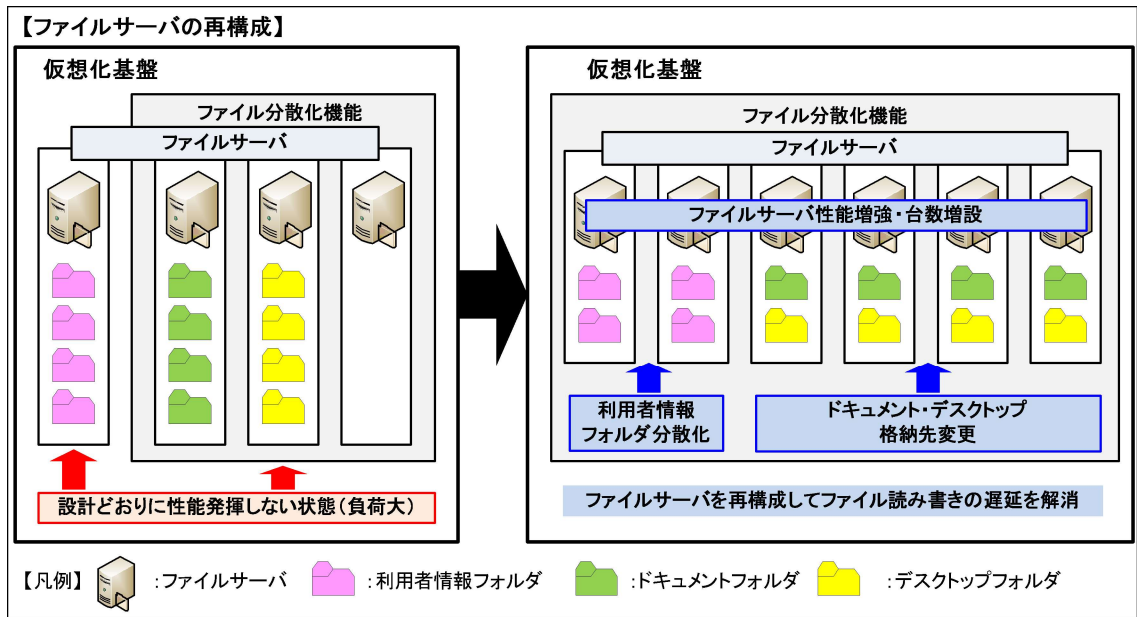 【ファイルサーバの再構成】
仮想化基盤
ファイル分散化機能
ファイルサーバ
設計どおりに性能発揮しない状態(負荷大)
仮想化基盤
ファイル分散化機能
ファイルサーバ
ファイルサーバ性能増強・台数増設
利用者情報
フォルダ分散化
ドキュメント・デスクトップ
格納先変更
ファイルサーバを再構成してファイル読み書きの遅延を解消
【凡例】 :ファイルサーバ :利用者情報フォルダ :ドキュメントフォルダ :デスクトップフォルダ